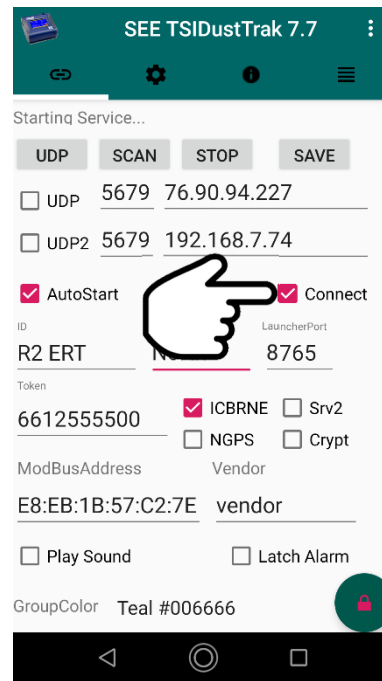 SEE TSIDustTrak 7.7
Starting Service...
UDP SCAN STOP SAVE
UDP 5679 76.90.94.227
UDP2 5679 192.168.7.74
AutoStart Connect
ID LauncherPort
R2 ERT 8765
Token
6612555500 ICBRNE Srv2
NGPS Crypt
ModBusAddress Vendor
E8:EB:1B:57:C2:7E vendor
Play Sound Latch Alarm
GroupColor Teal #006666